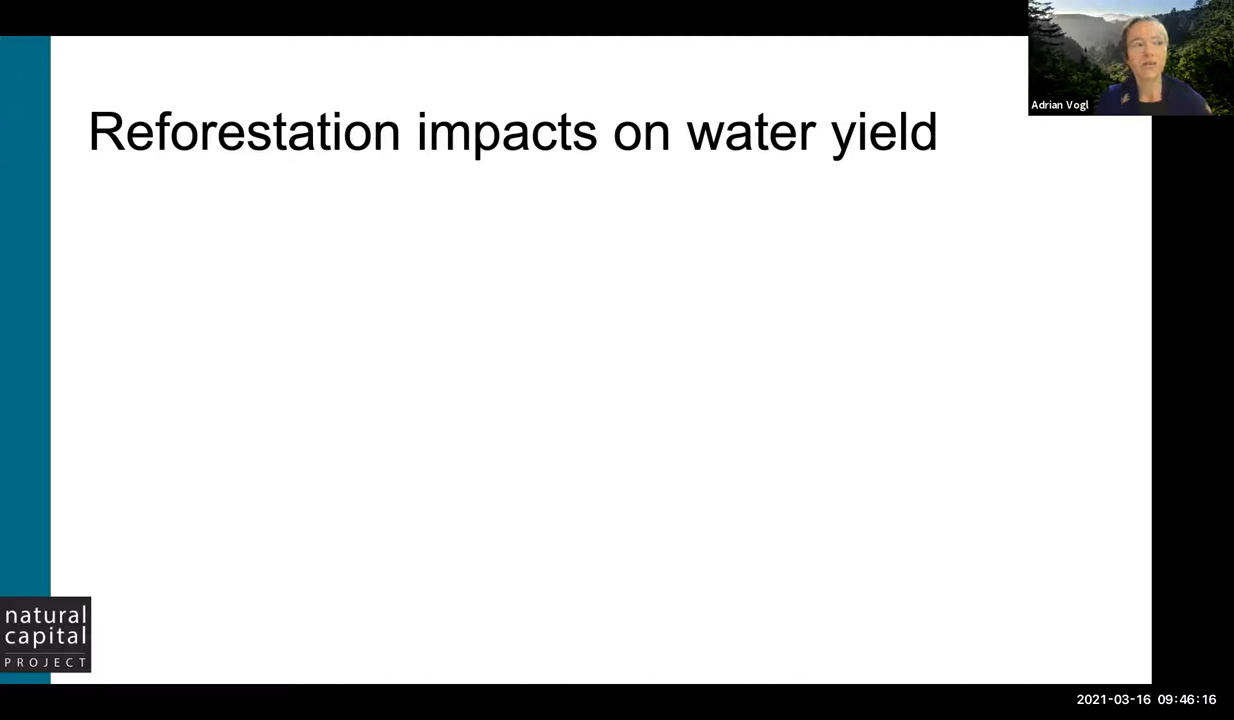 Reforestation impacts on water yield
Adrian Vogl
natural
capital
PROJECT
2021-03-16 09:46:16